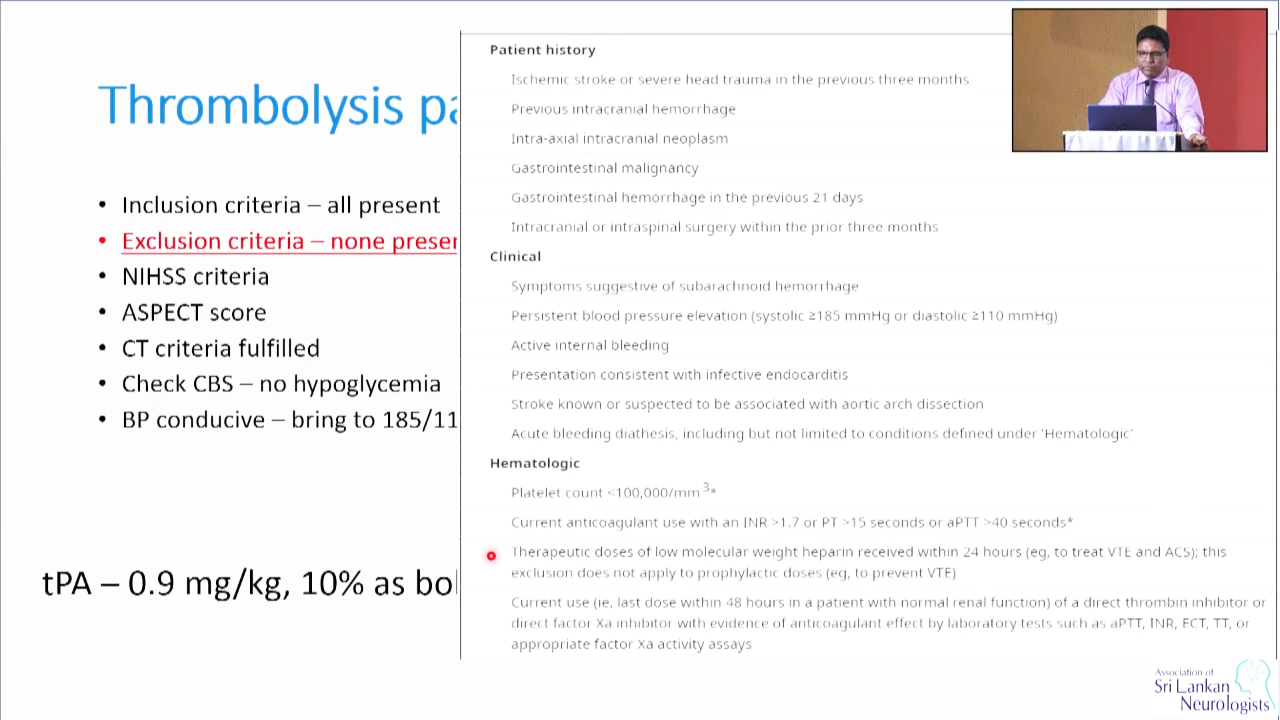 Thrombolysis pa
• Inclusion criteria – all present
• Exclusion criteria – none presen
• NIHSS criteria
• ASPECT score
• CT criteria fulfilled
• Check CBS – no hypoglycemia
• BP conducive – bring to 185/11
tPA – 0.9 mg/kg, 10% as bol
Patient history
Ischemic stroke or severe head trauma in the previous three months
Previous intracranial hemorrhage
Intra-axial intracranial neoplasm
Gastrointestinal malignancy
Gastrointestinal hemorrhage in the previous 21 days
Intracranial or intraspinal surgery within the prior three months
Clinical
Symptoms suggestive of subarachnoid hemorrhage
Persistent blood pressure elevation (systolic ≥185 mmHg or diastolic ≥110 mmHg)
Active internal bleeding
Presentation consistent with infective endocarditis
Stroke known or suspected to be associated with aortic arch dissection
Acute bleeding diathesis, including but not limited to conditions defined under 'Hematologic'
Hematologic
Platelet count <100,000/mm³*
Current anticoagulant use with an INR >1.7 or PT >15 seconds or aPTT >40 seconds*
Therapeutic doses of low molecular weight heparin received within 24 hours (eg, to treat VTE and ACS); this
exclusion does not apply to prophylactic doses (eg, to prevent VTE)
Current use (ie, last dose within 48 hours in a patient with normal renal function) of a direct thrombin inhibitor or
direct factor Xa inhibitor with evidence of anticoagulant effect by laboratory tests such as aPTT, INR, ECT, TT, or
appropriate factor Xa activity assays
Association of
Sri Lankan
Neurologists